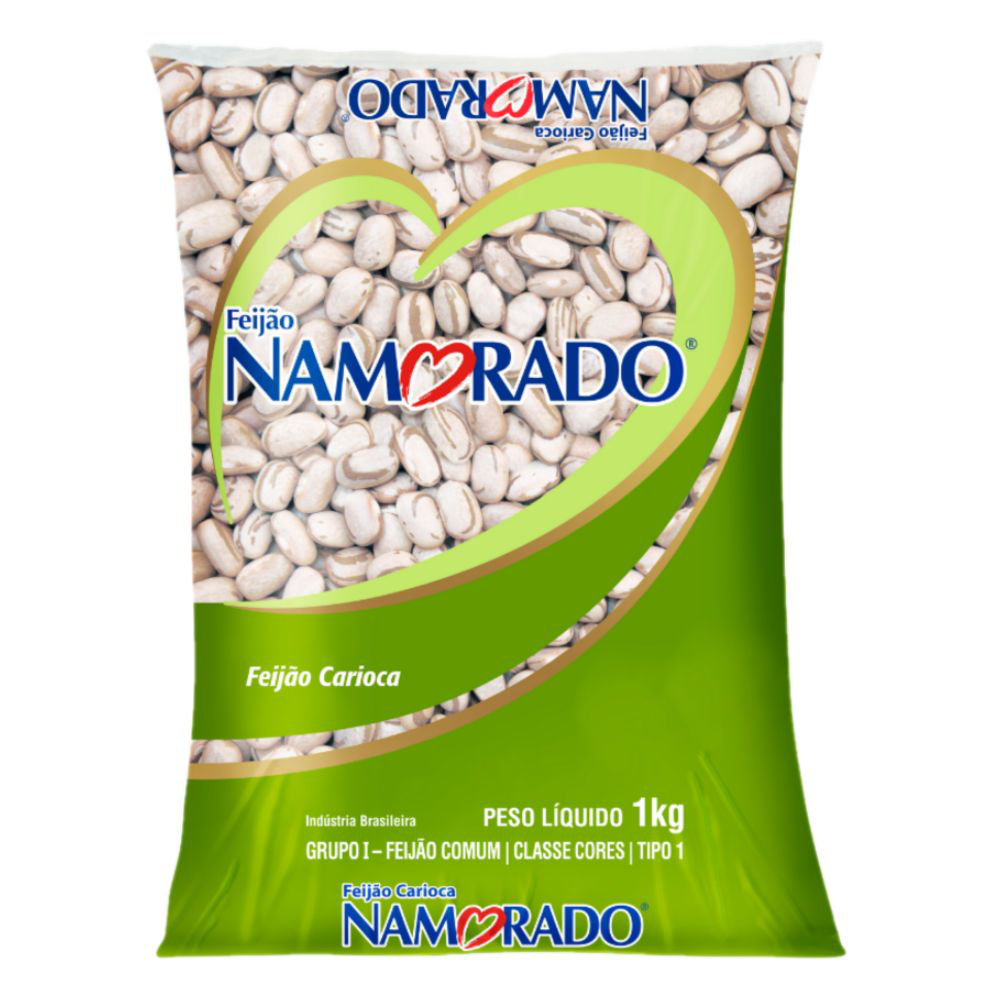 Feijão Carioca
NAMORADO®
Feijão
NAMORADO®
Feijão Carioca
Indústria Brasileira
PESO LÍQUIDO 1kg
GRUPO I – FEIJÃO COMUM | CLASSE CORES | TIPO 1
Feijão Carioca
NAMORADO®